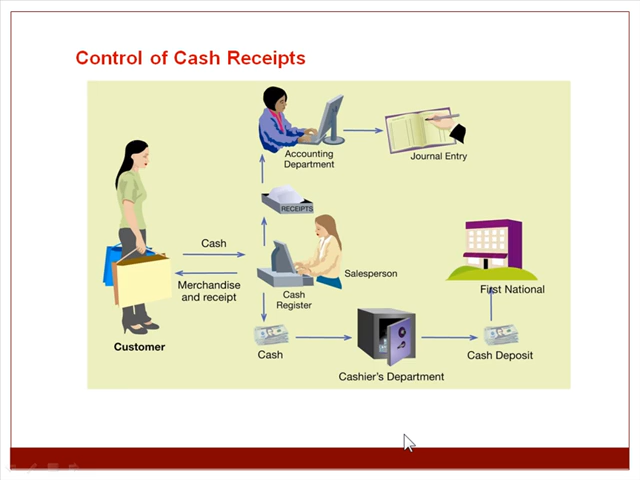 Control of Cash Receipts
Accounting
Department
Journal Entry
RECEIPTS
Cash
Merchandise
and receipt
Salesperson
Cash
Register
First National
Customer
Cash
Cashier's Department
Cash Deposit